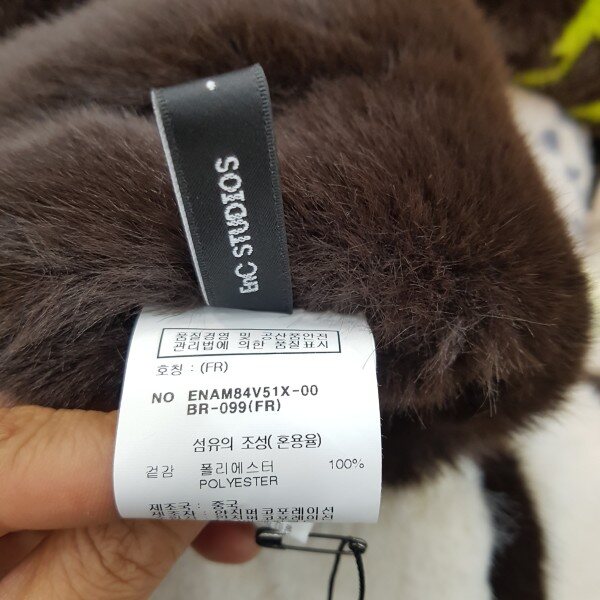 EnC STUDIOS
품질경영 및 공산품안전
관리법에 의한 품질표시
호칭 : (FR)
NO ENAM84V51X-00
BR-099(FR)
섬유의 조성(혼용율)
겉감 폴리에스터 100%
POLYESTER
제조국 : 중국